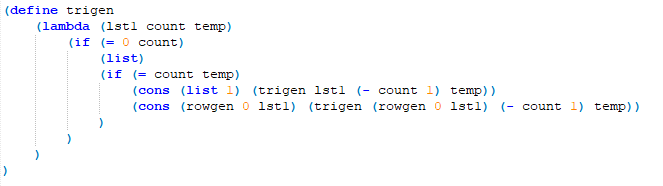 (define trigen
    (lambda (lst1 count temp)
        (if (= 0 count)
            (list)
            (if (= count temp)
                (cons (list 1) (trigen lst1 (- count 1) temp))
                (cons (rowgen 0 lst1) (trigen (rowgen 0 lst1) (- count 1) temp))
            )
        )
    )
)